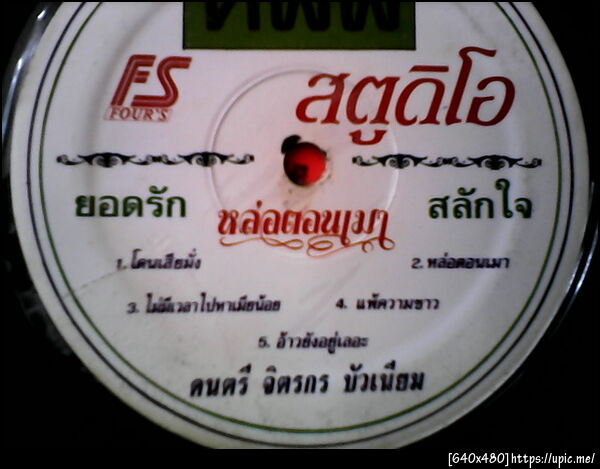 FS
FOUR'S
สตูดิโอ
ยอดรัก สลักใจ
หล่อตอนเมา
1. โดนเสียมั่ง 2. หล่อตอนเมา
3. ไม่มีเวลาไปหาเมียน้อย 4. แพ้ความขาว
5. อ้าวยังอยู่เลอะ
ดนตรี จิตรกร บัวเนียม
[640x480]https://upic.me/